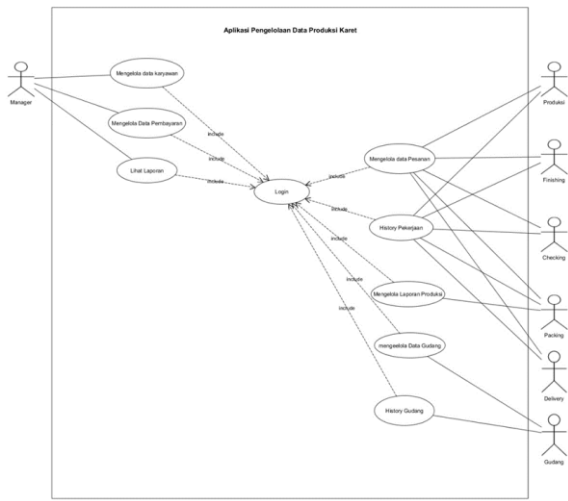 Aplikasi Pengelolaan Data Produksi Karet
Manager
Mengelola data karyawan
Mengelola Data Pembayaran
Lihat Laporan
Include
Include
Include
Login
include
include
Include
Include
Include
Mengelola data Pesanan
History Pekerjaan
Mengelola Laporan Produksi
mengeelola Data Gudang
History Gudang
Produksi
Finishing
Checking
Packing
Delivery
Gudang